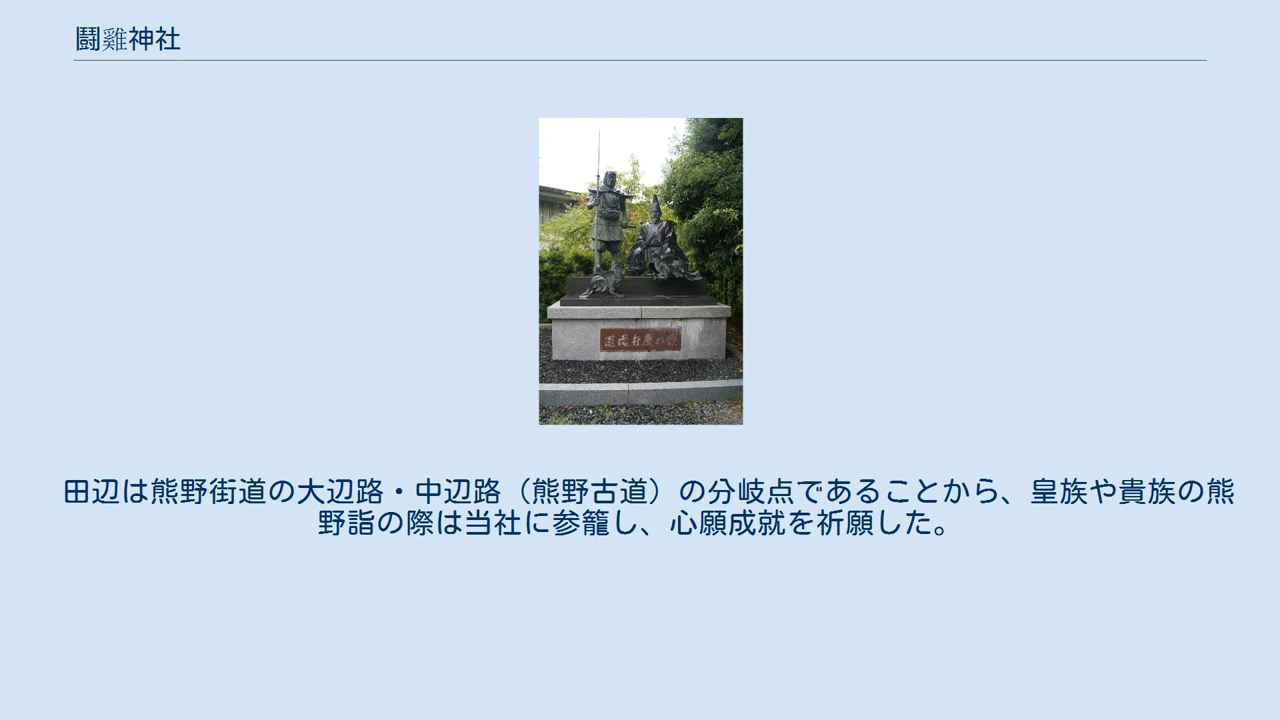 鬪雞神社
田辺は熊野街道の大辺路・中辺路（熊野古道）の分岐点であることから、皇族や貴族の熊
野詣の際は当社に参籠し、心願成就を祈願した。